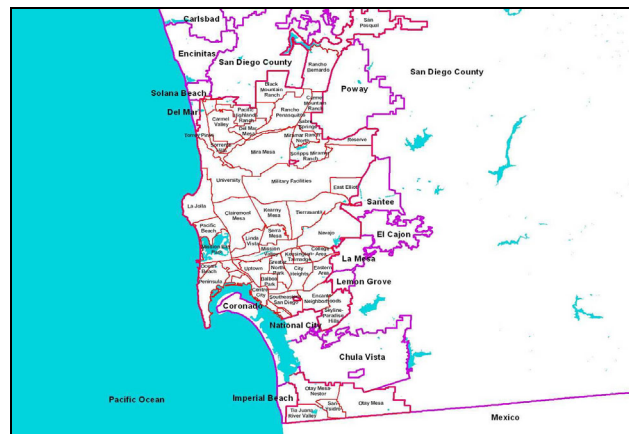 Carlsbad
San
Pasqual
Encinitas
San Diego County
Rancho
Bernardo
San Diego County
Poway
Solana Beach
Black
Mountain
Ranch
Carmel
Mountain
Ranch
Del Mar
Pacific
Highlands
Ranch
Rancho
Penasquitos
Carmel
Valley
Del Mar
Mesa
Sabre
Springs
Torrey Pines
Miramar Ranch
North
Reserve
Sorrento
Mira Mesa
Scripps Miramar
Ranch
University
Military Facilities
East Elliott
Santee
La Jolla
Clairemont
Mesa
Kearny
Mesa
Tierrasanta
Pacific
Beach
Linda
Vista
Serra
Mesa
Navajo
El Cajon
Mission Bay
Park
Mission
Valley
College
Area
La Mesa
Ocean
Beach
Uptown
Greater
North
Park
Kensington
City
Heights
Eastern
Area
Peninsula
Balboa
Park
Lemon Grove
Centre
City
Coronado
Southeastern
San Diego
Encanto
Neighborhoods
Skyline-
Paradise
Hills
National City
Chula Vista
Imperial Beach
Otay Mesa-
Nestor
Pacific Ocean
San
Ysidro
Otay Mesa
Tia Juana
River Valley
Mexico